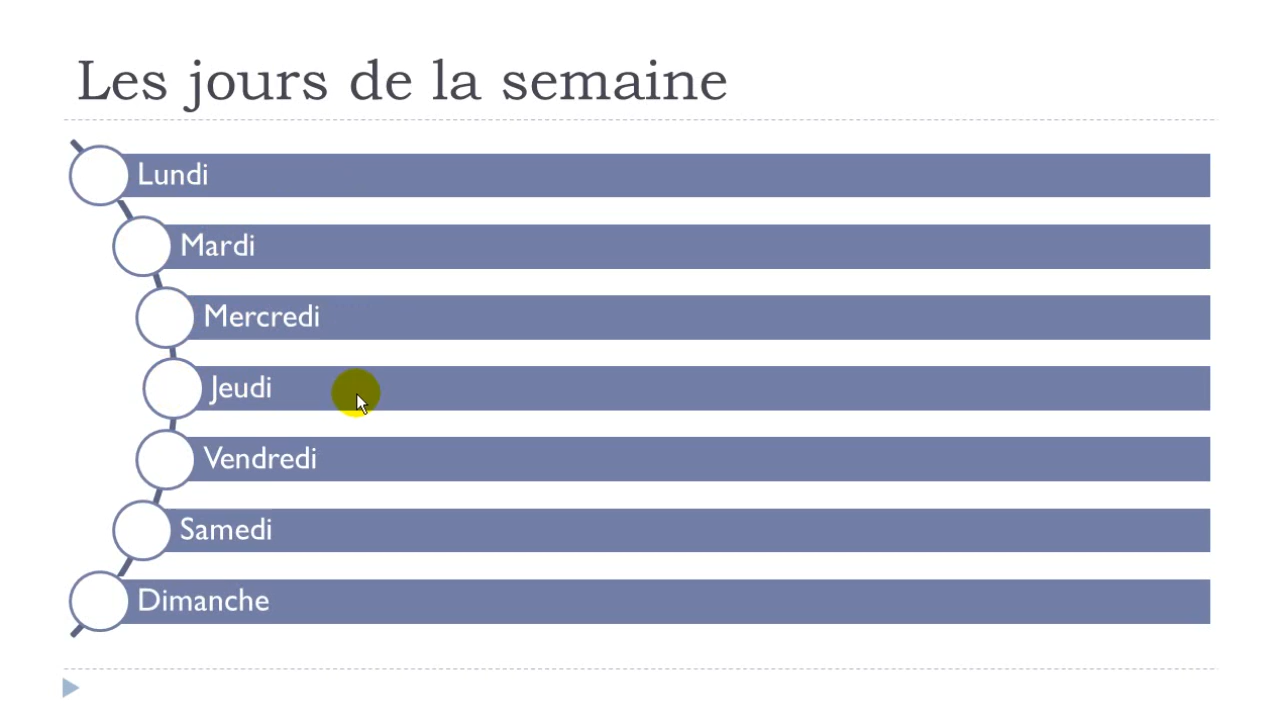 Les jours de la semaine
Lundi
Mardi
Mercredi
Jeudi
Vendredi
Samedi
Dimanche